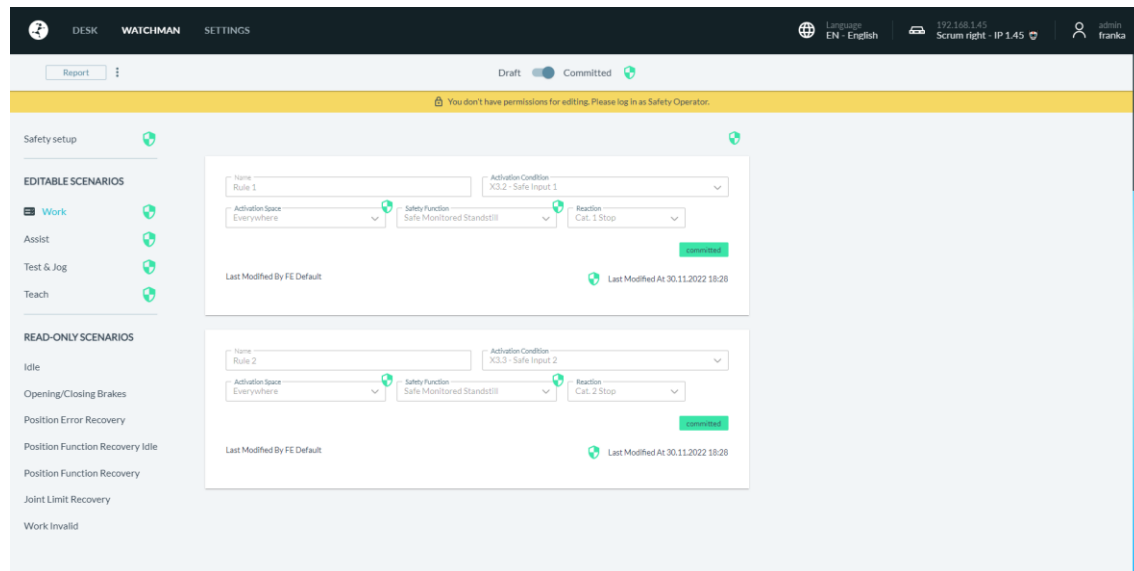 DESK WATCHMAN SETTINGS
Language
EN - English
192.168.1.45
Scrum right - IP 1.45
admin
franka
Report
Draft Committed
You don't have permissions for editing. Please log in as Safety Operator.
Safety setup
EDITABLE SCENARIOS
Work
Assist
Test & Jog
Teach
READ-ONLY SCENARIOS
Idle
Opening/Closing Brakes
Position Error Recovery
Position Function Recovery Idle
Position Function Recovery
Joint Limit Recovery
Work Invalid
Name
Rule 1
Activation Condition
X3.2 - Safe Input 1
Activation Space
Everywhere
Safety Function
Safe Monitored Standstill
Reaction
Cat. 1 Stop
committed
Last Modified By FE Default
Last Modified At 30.11.2022 18:28
Name
Rule 2
Activation Condition
X3.3 - Safe Input 2
Activation Space
Everywhere
Safety Function
Safe Monitored Standstill
Reaction
Cat. 2 Stop
committed
Last Modified By FE Default
Last Modified At 30.11.2022 18:28